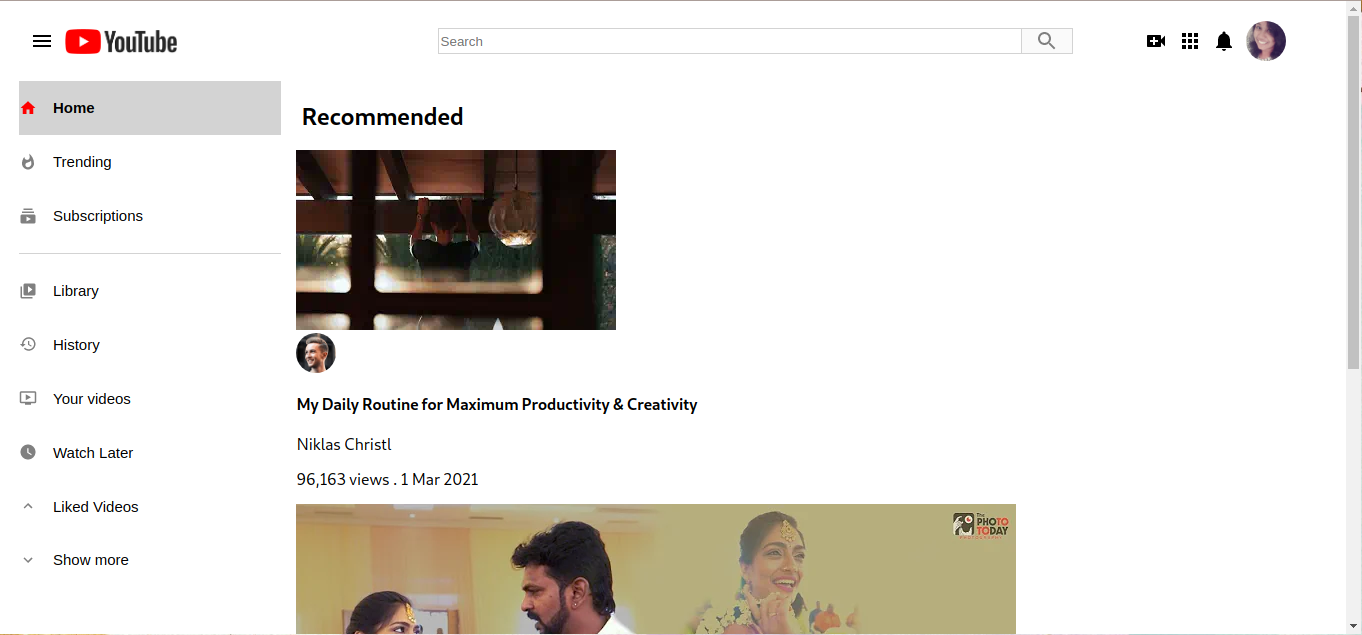 YouTube
Search
Home
Recommended
Trending
Subscriptions
Library
History
Your videos
Watch Later
Liked Videos
Show more
My Daily Routine for Maximum Productivity & Creativity
Niklas Christl
96,163 views . 1 Mar 2021
The
PHOTO
TODAY
PHOTOGRAPHY